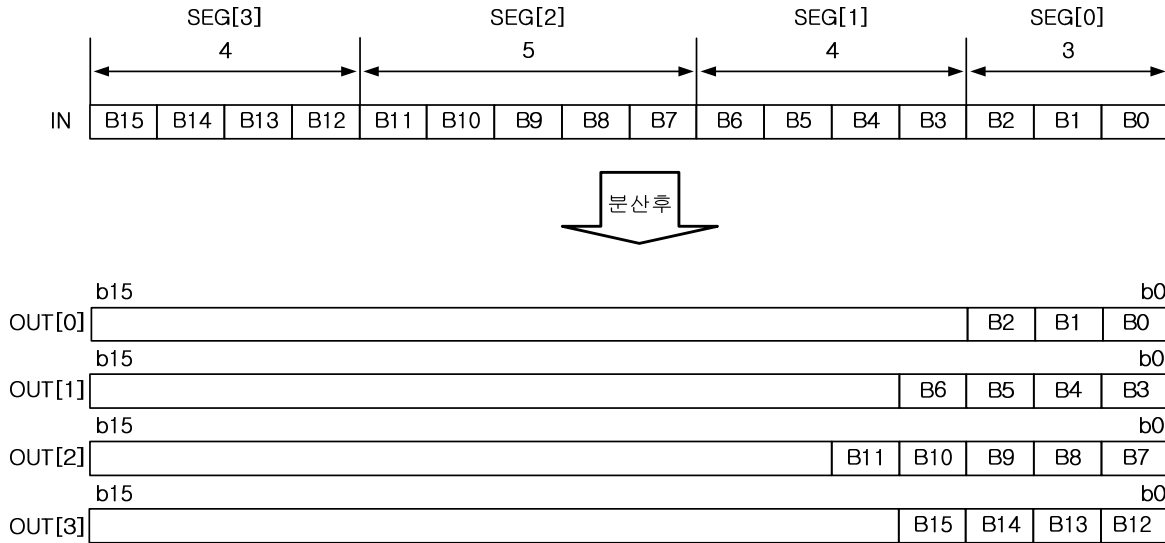 SEG[3] SEG[2] SEG[1] SEG[0]
4 5 4 3
IN B15 B14 B13 B12 B11 B10 B9 B8 B7 B6 B5 B4 B3 B2 B1 B0
분산후
b15 b0
OUT[0] B2 B1 B0
b15 b0
OUT[1] B6 B5 B4 B3
b15 b0
OUT[2] B11 B10 B9 B8 B7
b15 b0
OUT[3] B15 B14 B13 B12